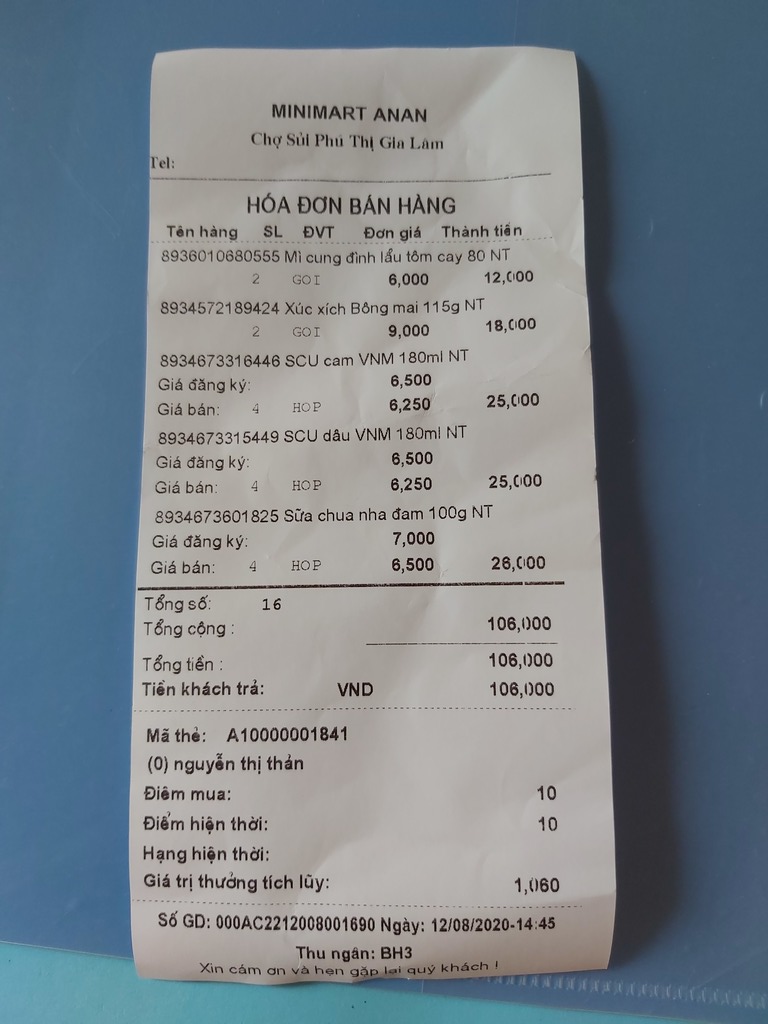 MINIMART ANAN
Chợ Sủi Phú Thị Gia Lâm
Tel:
HÓA ĐƠN BÁN HÀNG
Tên hàng SL ĐVT Đơn giá Thành tiền
8936010680555 Mì cung đình lẩu tôm cay 80 NT
2 GOI 6,000 12,000
8934572189424 Xúc xích Bông mai 115g NT
2 GOI 9,000 18,000
8934673316446 SCU cam VNM 180ml NT
Giá đăng ký: 6,500
Giá bán: 4 HOP 6,250 25,000
8934673315449 SCU dâu VNM 180ml NT
Giá đăng ký: 6,500
Giá bán: 4 HOP 6,250 25,000
8934673601825 Sữa chua nha đam 100g NT
Giá đăng ký: 7,000
Giá bán: 4 HOP 6,500 26,000
Tổng số: 16
Tổng cộng : 106,000
Tổng tiền : 106,000
Tiền khách trả: VND 106,000
Mã thẻ: A10000001841
(0) nguyễn thị thản
Điểm mua: 10
Điểm hiện thời: 10
Hạng hiện thời:
Giá trị thưởng tích lũy: 1,060
Số GD: 000AC2212008001690 Ngày: 12/08/2020-14:45
Thu ngân: BH3
Xin cám ơn và hẹn gặp lại quý khách !